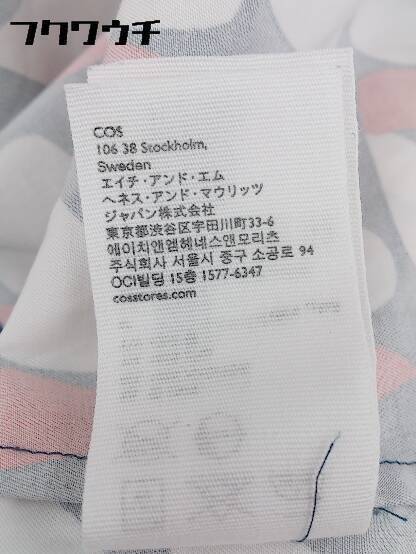 フクワウチ
COS
106 38 Stockholm,
Sweden
エイチ・アンド・エム
ヘネス・アンド・マウリッツ
ジャパン株式会社
東京都渋谷区宇田川町33-6
에이치앤엠헤네스앤모리츠
주식회사 서울시 중구 소공로 94
OCI빌딩 15층 1577-6347
cosstores.com